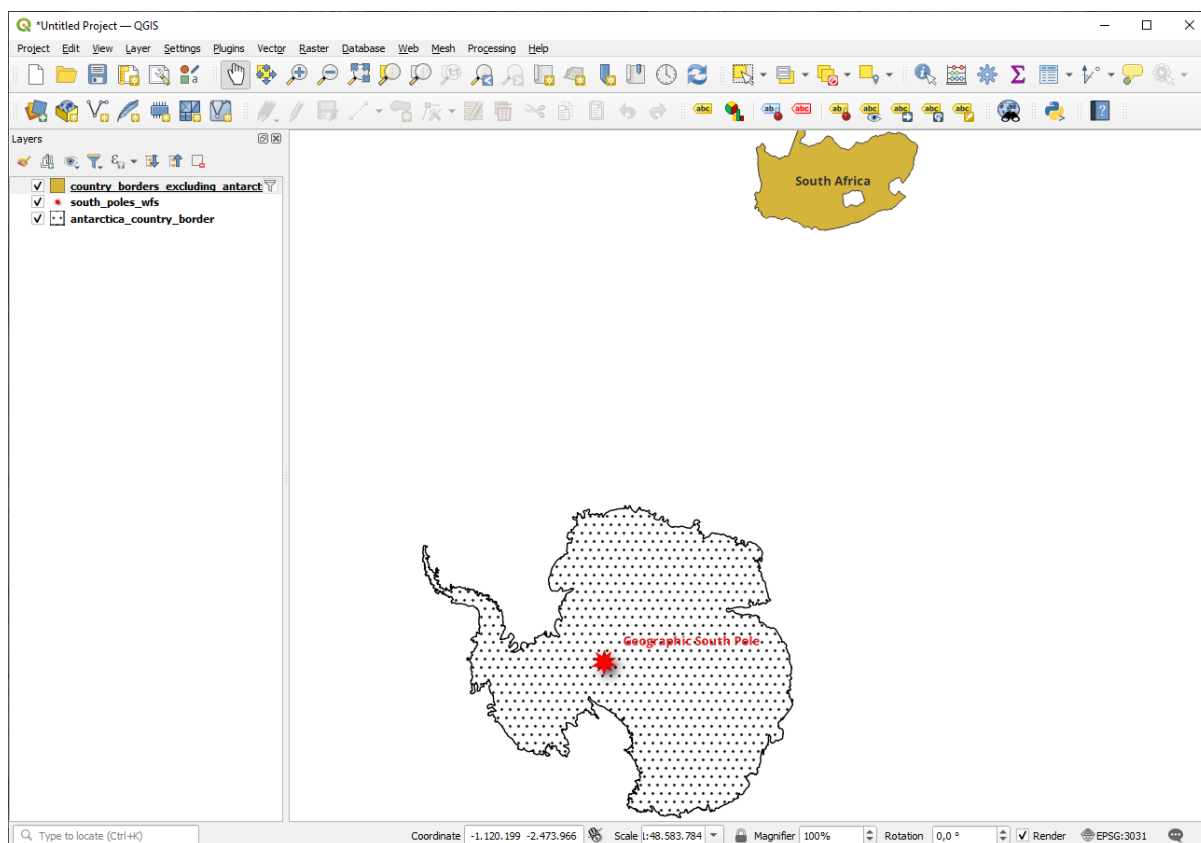 *Untitled Project — QGIS
Project Edit View Layer Settings Plugins Vector Raster Database Web Mesh Processing Help
Layers
country_borders_excluding_antarct
south_poles_wfs
antarctica_country_border
South Africa
Geographic South Pole
Type to locate (Ctrl+K)
Coordinate -1.120.199 -2.473.966 Scale 1:48.583.784 Magnifier 100% Rotation 0,0 ° Render EPSG:3031